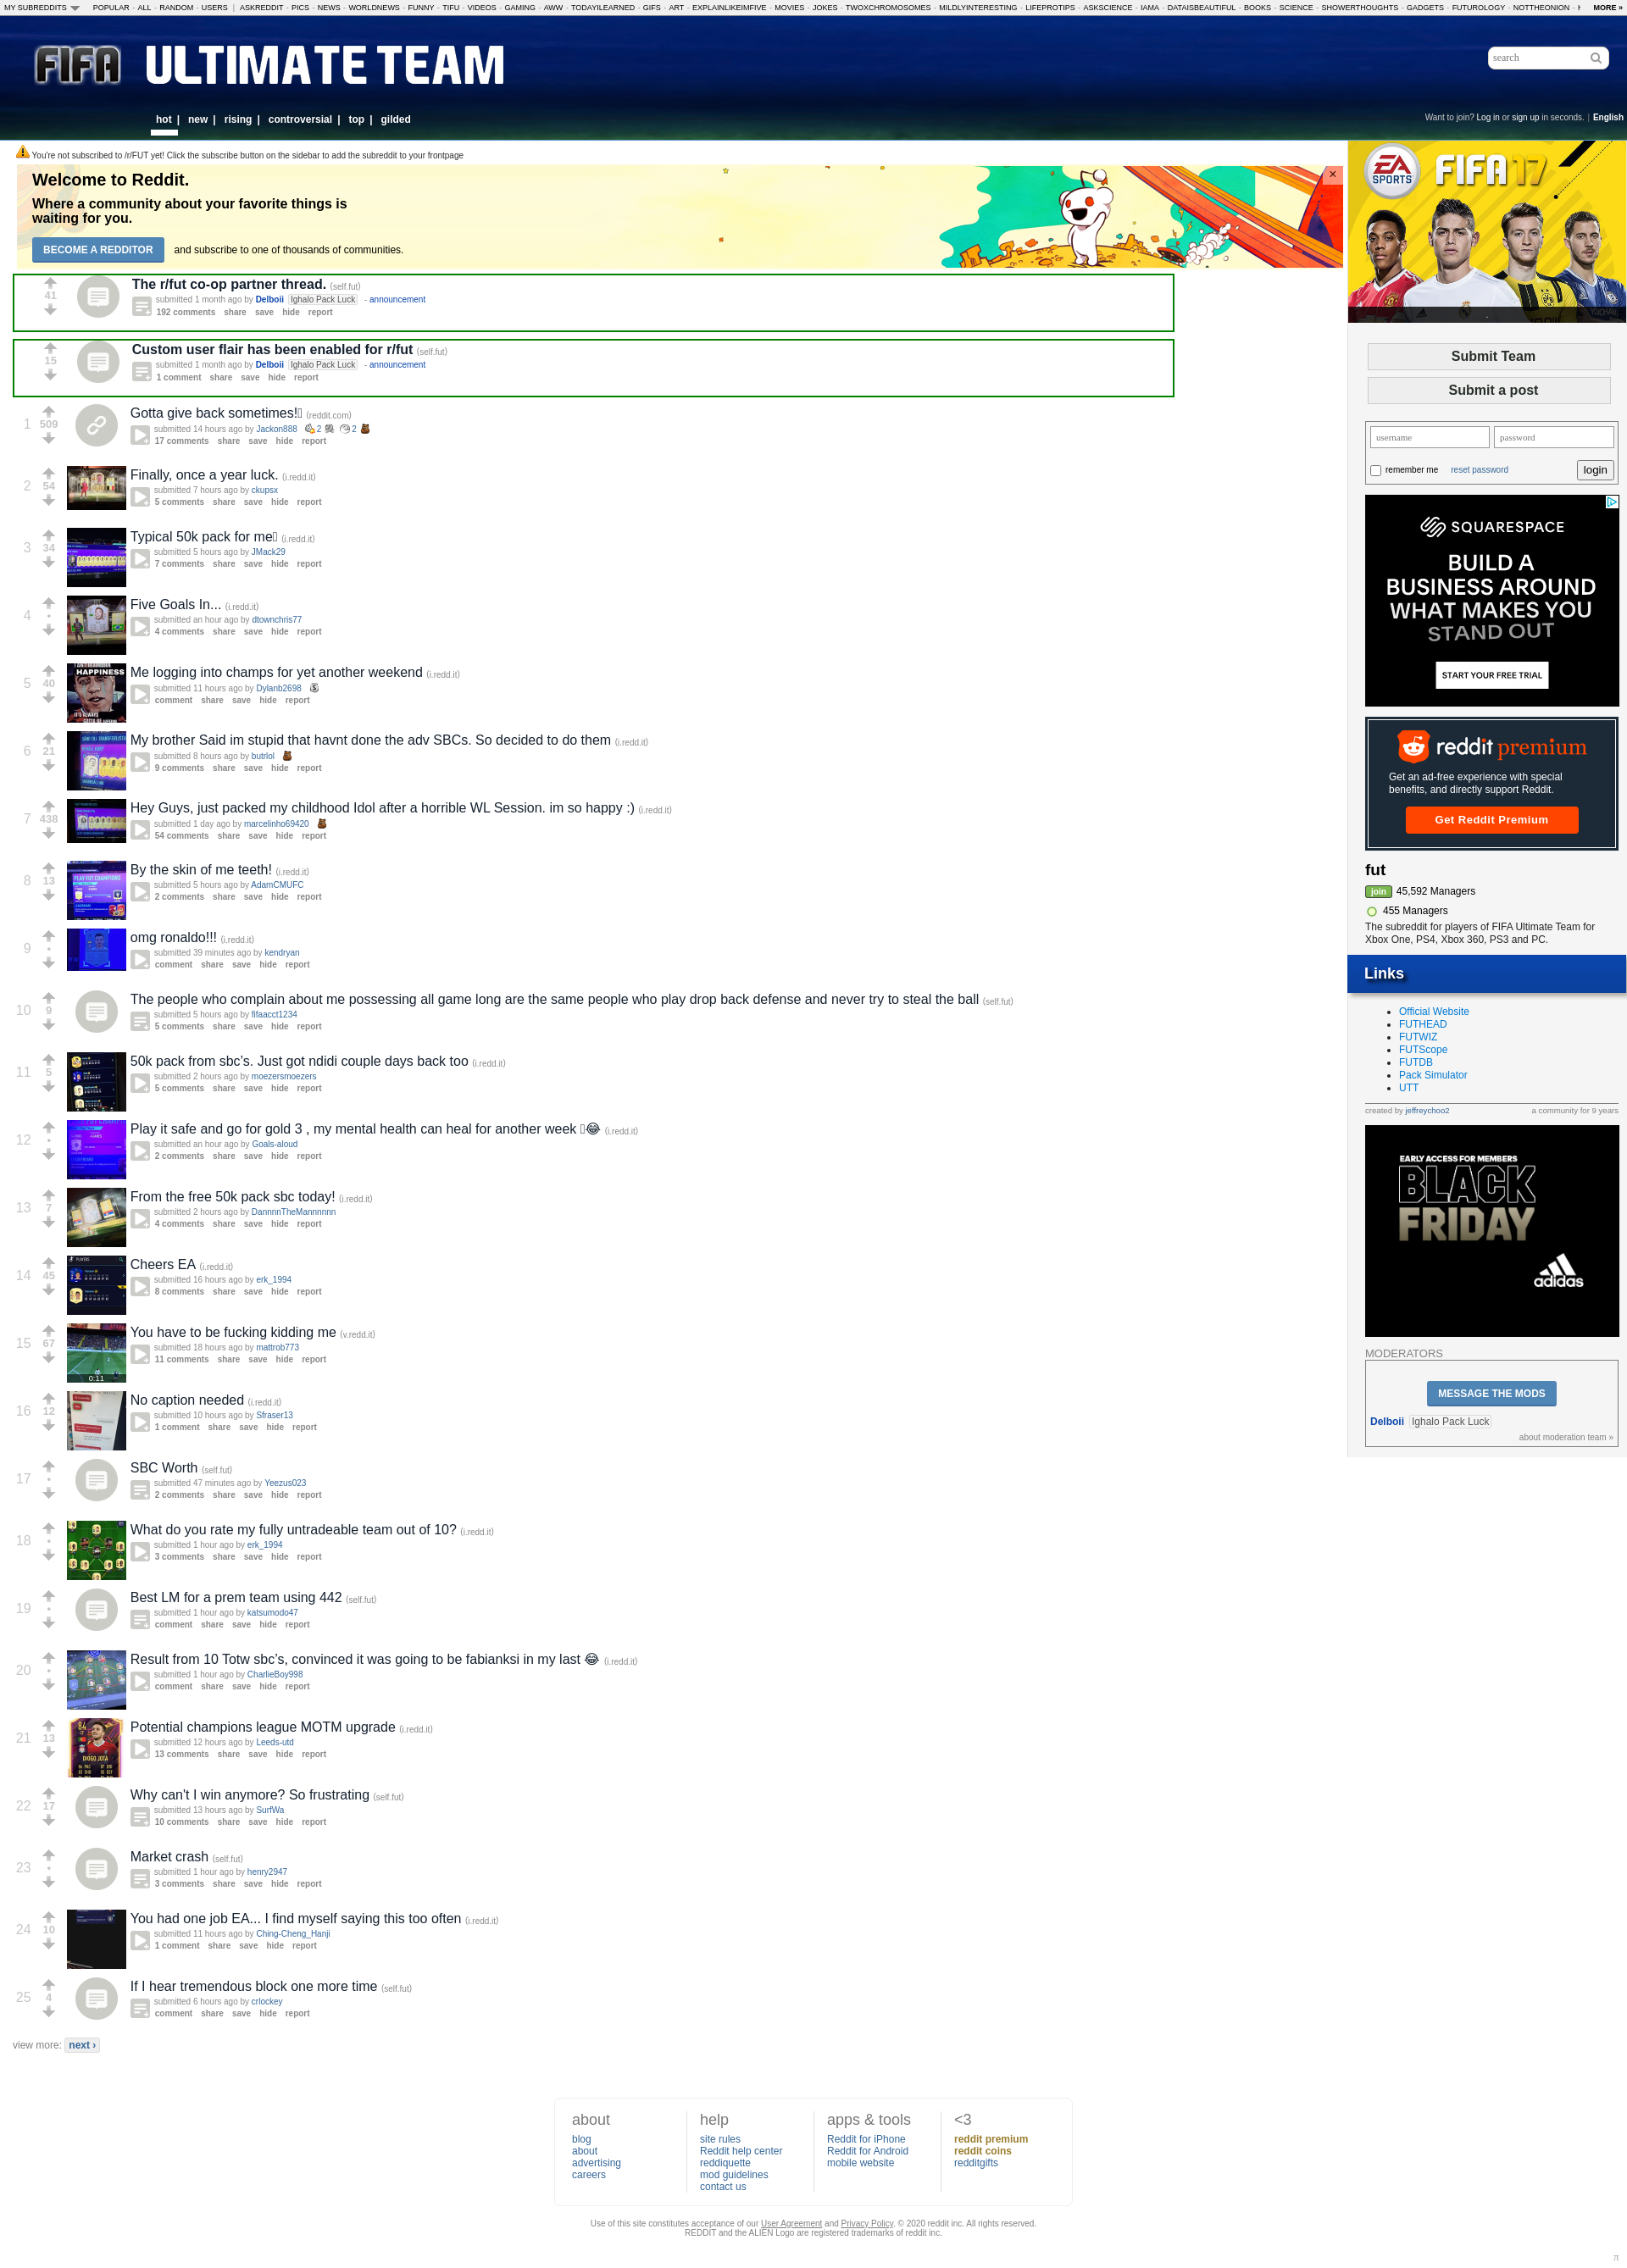 MY SUBREDDITS POPULAR - ALL - RANDOM - USERS | ASKREDDIT - PICS - NEWS - WORLDNEWS - FUNNY - TIFU - VIDEOS - GAMING - AWW - TODAYILEARNED - GIFS - ART - EXPLAINLIKEIMFIVE - MOVIES - JOKES - TWOXCHROMOSOMES - MILDLYINTERESTING - LIFEPROTIPS - ASKSCIENCE - IAMA - DATAISBEAUTIFUL - BOOKS - SCIENCE - SHOWERTHOUGHTS - GADGETS - FUTUROLOGY - NOTTHEONION - MORE »
FIFA ULTIMATE TEAM
search
hot | new | rising | controversial | top | gilded
Want to join? Log in or sign up in seconds. | English
You're not subscribed to /r/FUT yet! Click the subscribe button on the sidebar to add the subreddit to your frontpage
Welcome to Reddit.
Where a community about your favorite things is
waiting for you.
BECOME A REDDITOR and subscribe to one of thousands of communities.
×
41
The r/fut co-op partner thread. (self.fut)
submitted 1 month ago by Delboii Ighalo Pack Luck - announcement
192 comments share save hide report
15
Custom user flair has been enabled for r/fut (self.fut)
submitted 1 month ago by Delboii Ighalo Pack Luck - announcement
1 comment share save hide report
1 509
Gotta give back sometimes! (reddit.com)
submitted 14 hours ago by Jackon888 2 2
17 comments share save hide report
2 54
Finally, once a year luck. (i.redd.it)
submitted 7 hours ago by ckupsx
5 comments share save hide report
3 34
Typical 50k pack for me (i.redd.it)
submitted 5 hours ago by JMack29
7 comments share save hide report
4 •
Five Goals In... (i.redd.it)
submitted an hour ago by dtownchris77
4 comments share save hide report
5 40
HAPPINESS
Me logging into champs for yet another weekend (i.redd.it)
submitted 11 hours ago by Dylanb2698
comment share save hide report
6 21
My brother Said im stupid that havnt done the adv SBCs. So decided to do them (i.redd.it)
submitted 8 hours ago by butrlol
9 comments share save hide report
7 438
Hey Guys, just packed my childhood Idol after a horrible WL Session. im so happy :) (i.redd.it)
submitted 1 day ago by marcelinho69420
54 comments share save hide report
8 13
PLAY FUT CHAMPIONS
By the skin of me teeth! (i.redd.it)
submitted 5 hours ago by AdamCMUFC
2 comments share save hide report
9 •
omg ronaldo!!! (i.redd.it)
submitted 39 minutes ago by kendryan
comment share save hide report
10 9
The people who complain about me possessing all game long are the same people who play drop back defense and never try to steal the ball (self.fut)
submitted 5 hours ago by fifaacct1234
5 comments share save hide report
11 5
50k pack from sbc's. Just got ndidi couple days back too (i.redd.it)
submitted 2 hours ago by moezersmoezers
5 comments share save hide report
12 •
Play it safe and go for gold 3 , my mental health can heal for another week 😂 (i.redd.it)
submitted an hour ago by Goals-aloud
2 comments share save hide report
13 7
From the free 50k pack sbc today! (i.redd.it)
submitted 2 hours ago by DannnnTheMannnnnn
4 comments share save hide report
14 45
PLAYERS
Cheers EA (i.redd.it)
submitted 16 hours ago by erk_1994
8 comments share save hide report
15 67
0:11
You have to be fucking kidding me (v.redd.it)
submitted 18 hours ago by mattrob773
11 comments share save hide report
16 12
No caption needed (i.redd.it)
submitted 10 hours ago by Sfraser13
1 comment share save hide report
17 •
SBC Worth (self.fut)
submitted 47 minutes ago by Yeezus023
2 comments share save hide report
18 •
What do you rate my fully untradeable team out of 10? (i.redd.it)
submitted 1 hour ago by erk_1994
3 comments share save hide report
19 •
Best LM for a prem team using 442 (self.fut)
submitted 1 hour ago by katsumodo47
comment share save hide report
20 •
Result from 10 Totw sbc's, convinced it was going to be fabianksi in my last 😂 (i.redd.it)
submitted 1 hour ago by CharlieBoy998
comment share save hide report
21 13
84
DIOGO JOTA
Potential champions league MOTM upgrade (i.redd.it)
submitted 12 hours ago by Leeds-utd
13 comments share save hide report
22 17
Why can't I win anymore? So frustrating (self.fut)
submitted 13 hours ago by SurfWa
10 comments share save hide report
23 •
Market crash (self.fut)
submitted 1 hour ago by henry2947
3 comments share save hide report
24 10
You had one job EA... I find myself saying this too often (i.redd.it)
submitted 11 hours ago by Ching-Cheng_Hanji
1 comment share save hide report
25 4
If I hear tremendous block one more time (self.fut)
submitted 6 hours ago by crlockey
comment share save hide report
view more: next ›
EA SPORTS FIFA 17
Submit Team
Submit a post
username password
remember me reset password login
SQUARESPACE
BUILD A
BUSINESS AROUND
WHAT MAKES YOU
STAND OUT
START YOUR FREE TRIAL
reddit premium
Get an ad-free experience with special
benefits, and directly support Reddit.
Get Reddit Premium
fut
join 45,592 Managers
455 Managers
The subreddit for players of FIFA Ultimate Team for
Xbox One, PS4, Xbox 360, PS3 and PC.
Links
Official Website
FUTHEAD
FUTWIZ
FUTScope
FUTDB
Pack Simulator
UTT
created by jeffreychoo2 a community for 9 years
EARLY ACCESS FOR MEMBERS
BLACK
FRIDAY
adidas
MODERATORS
MESSAGE THE MODS
Delboii Ighalo Pack Luck
about moderation team »
about
blog
about
advertising
careers
help
site rules
Reddit help center
reddiquette
mod guidelines
contact us
apps & tools
Reddit for iPhone
Reddit for Android
mobile website
<3
reddit premium
reddit coins
redditgifts
Use of this site constitutes acceptance of our User Agreement and Privacy Policy. © 2020 reddit inc. All rights reserved.
REDDIT and the ALIEN Logo are registered trademarks of reddit inc.
π